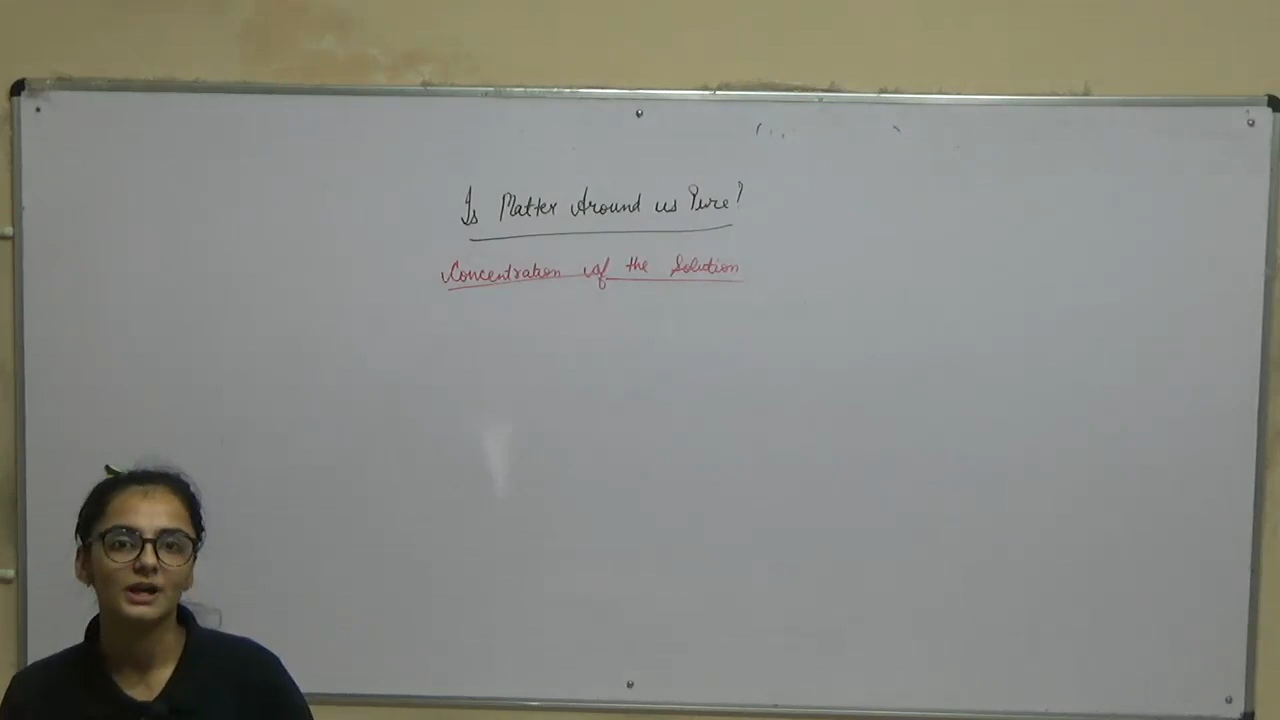 Is Matter Around us Pure?
Concentration of the Solution